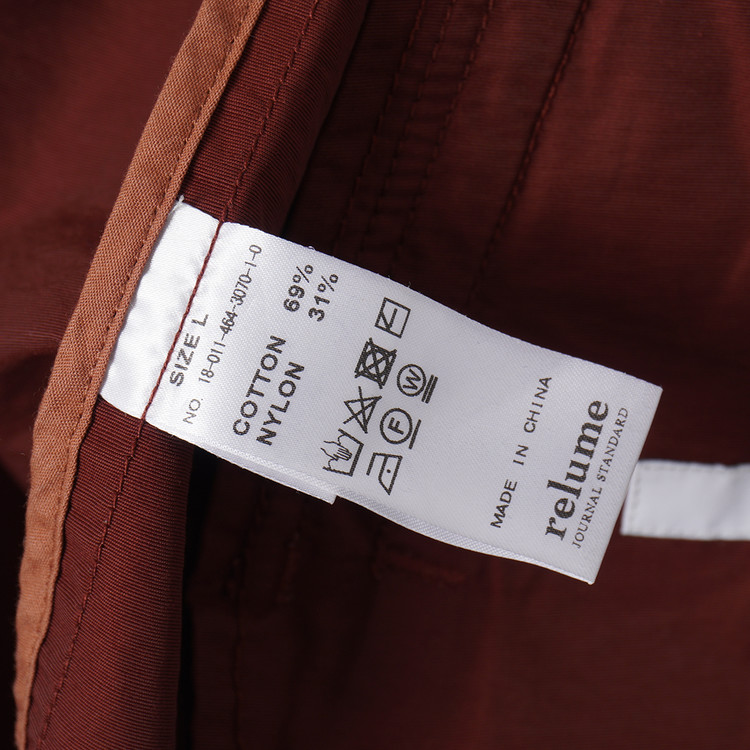 SIZE L
NO. 18-011-464-3070-1-0
COTTON 69%
NYLON 31%
W
F
MADE IN CHINA
relume
JOURNAL STANDARD